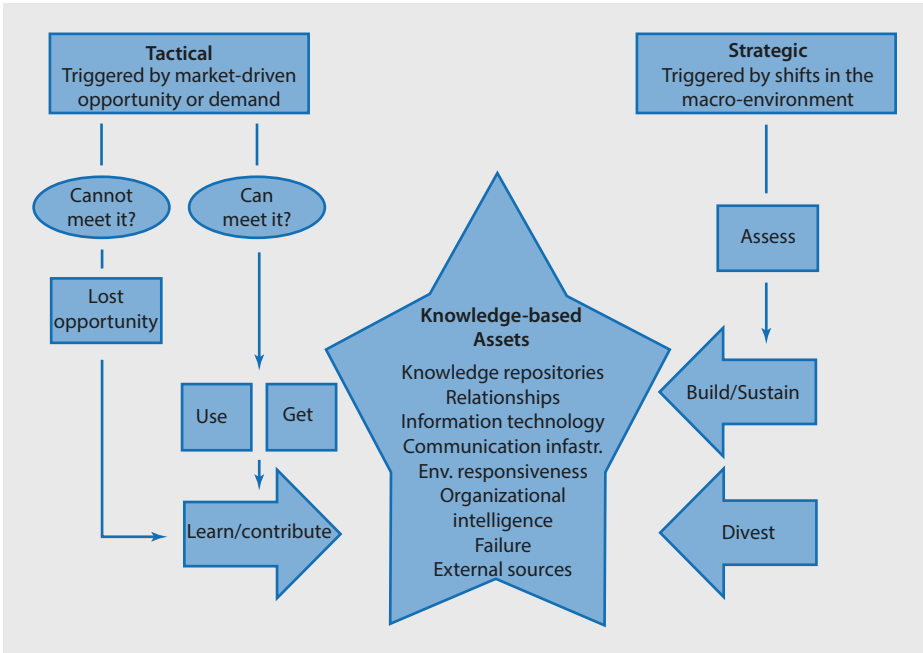 Tactical
Triggered by market-driven
opportunity or demand
Strategic
Triggered by shifts in the
macro-environment
Cannot
meet it?
Can
meet it?
Lost
opportunity
Use
Get
Learn/contribute
Knowledge-based
Assets
Knowledge repositories
Relationships
Information technology
Communication infastr.
Env. responsiveness
Organizational
intelligence
Failure
External sources
Assess
Build/Sustain
Divest